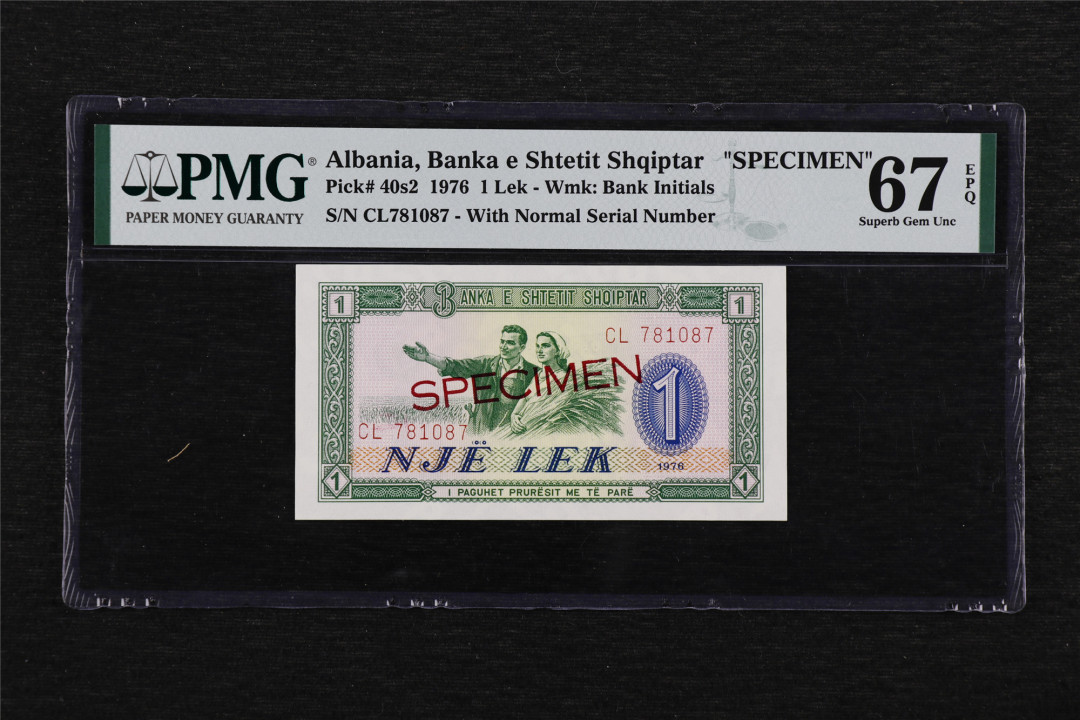 PMG®
PAPER MONEY GUARANTY
Albania, Banka e Shtetit Shqiptar "SPECIMEN"
Pick# 40s2 1976 1 Lek - Wmk: Bank Initials
S/N CL781087 - With Normal Serial Number
67
EPQ
Superb Gem Unc
1
BANKA E SHTETIT SHQIPTAR
1
CL 781087
SPECIMEN
1
CL 781087
NJË LEK
1976
1
I PAGUHET PRURËSIT ME TË PARË
1